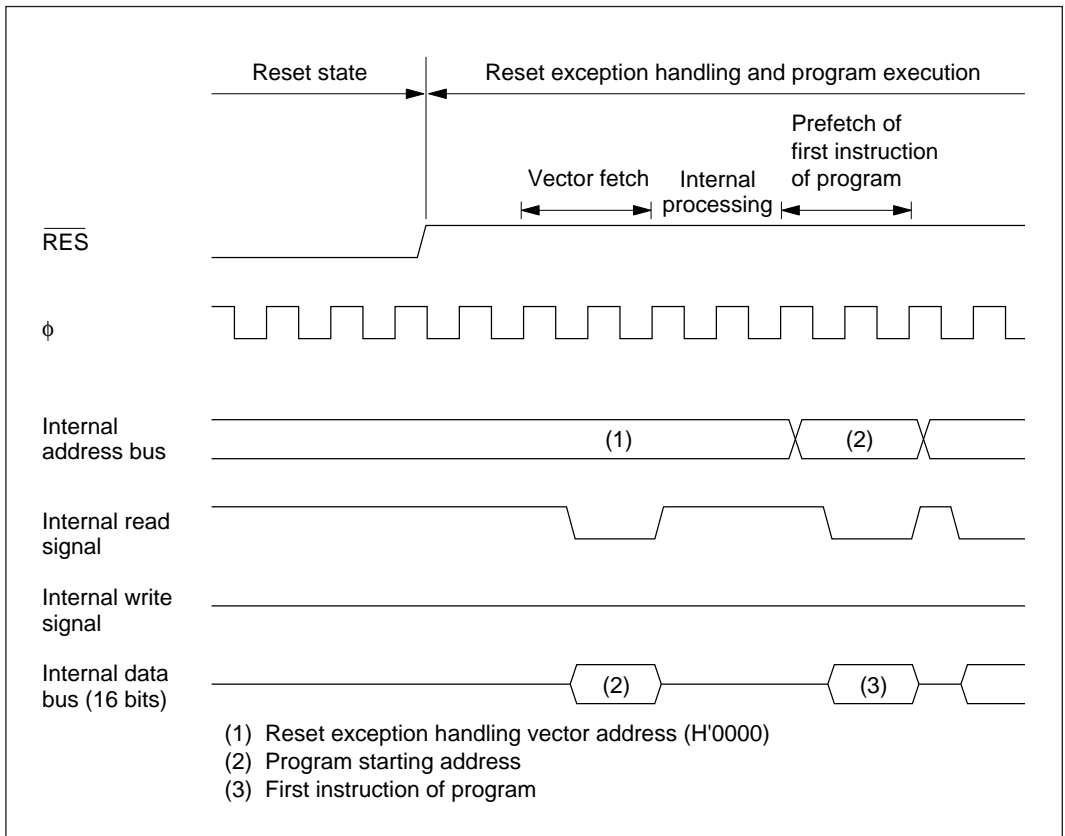 Reset state
Reset exception handling and program execution
Vector fetch
Internal
processing
Prefetch of
first instruction
of program
RES
ϕ
Internal
address bus
(1)
(2)
Internal read
signal
Internal write
signal
Internal data
bus (16 bits)
(2)
(3)
(1) Reset exception handling vector address (H'0000)
(2) Program starting address
(3) First instruction of program